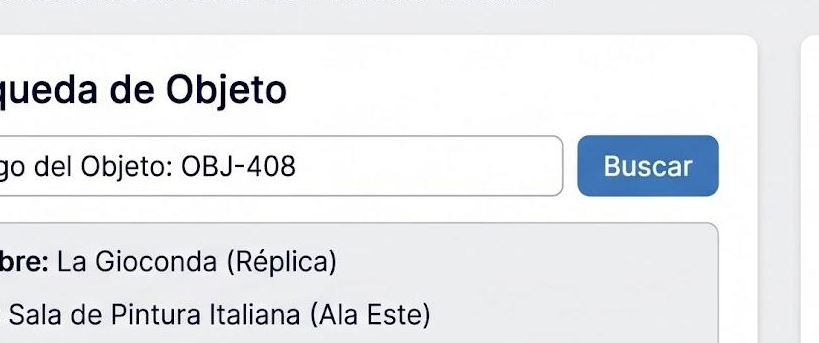 queda de Objeto
go del Objeto: OBJ-408
Buscar
bre: La Gioconda (Réplica)
Sala de Pintura Italiana (Ala Este)